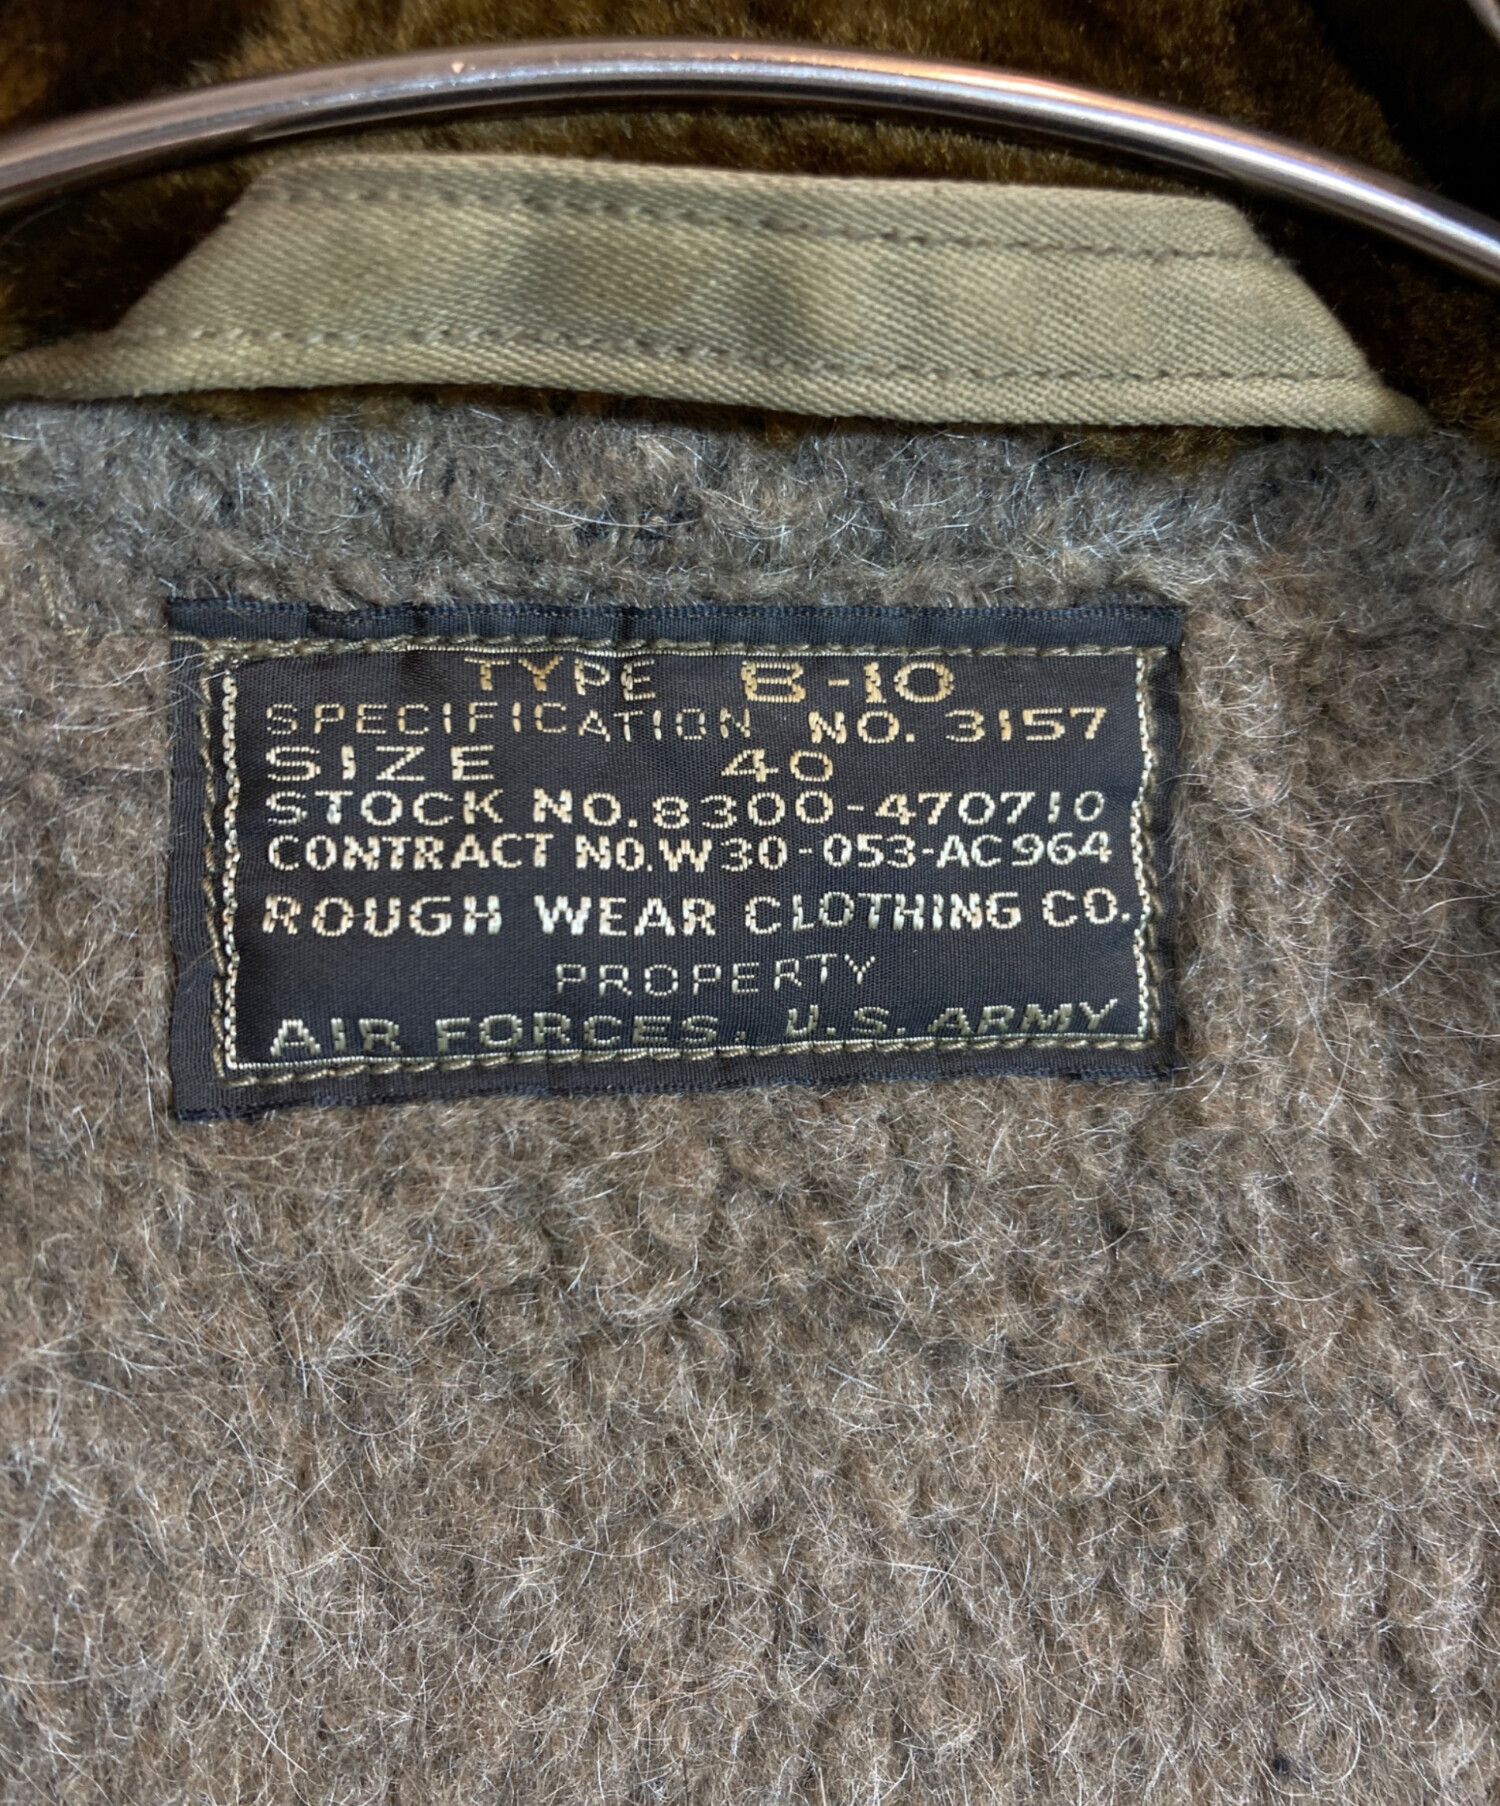 TYPE B-10
SPECIFICATION NO. 3157
SIZE 40
STOCK NO. 8300-470710
CONTRACT NO. W30-053-AC964
ROUGH WEAR CLOTHING CO.
PROPERTY
AIR FORCES, U.S. ARMY